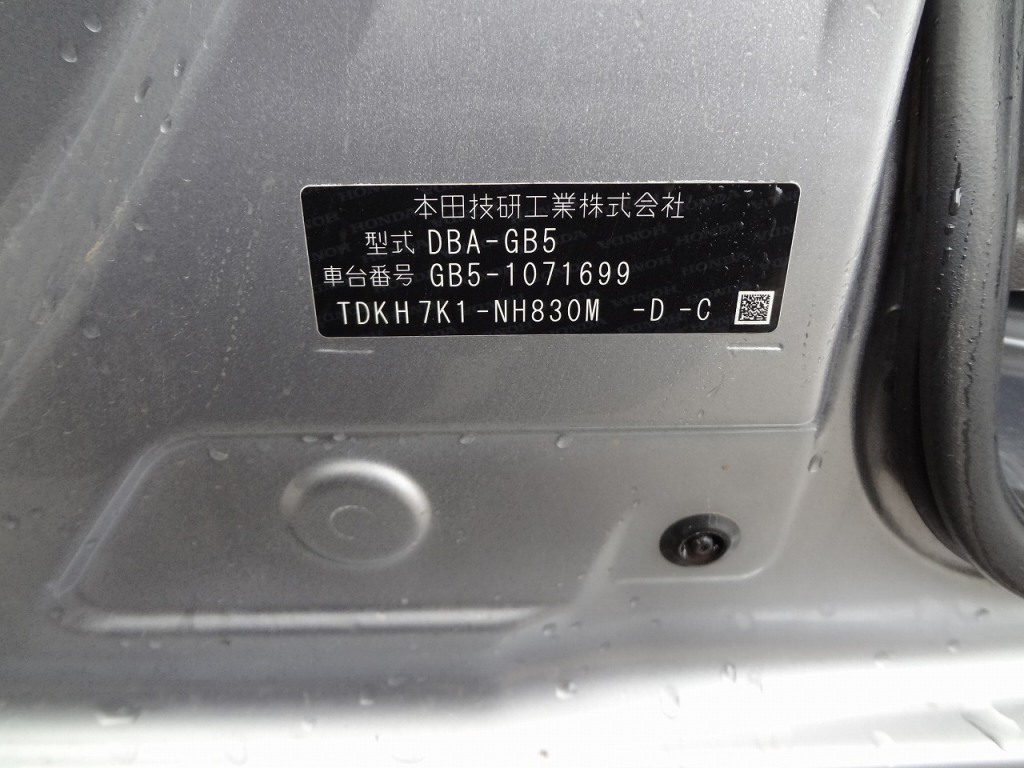 本田技研工業株式会社
型式 DBA-GB5
車台番号 GB5-1071699
TDKH7K1-NH830M -D-C